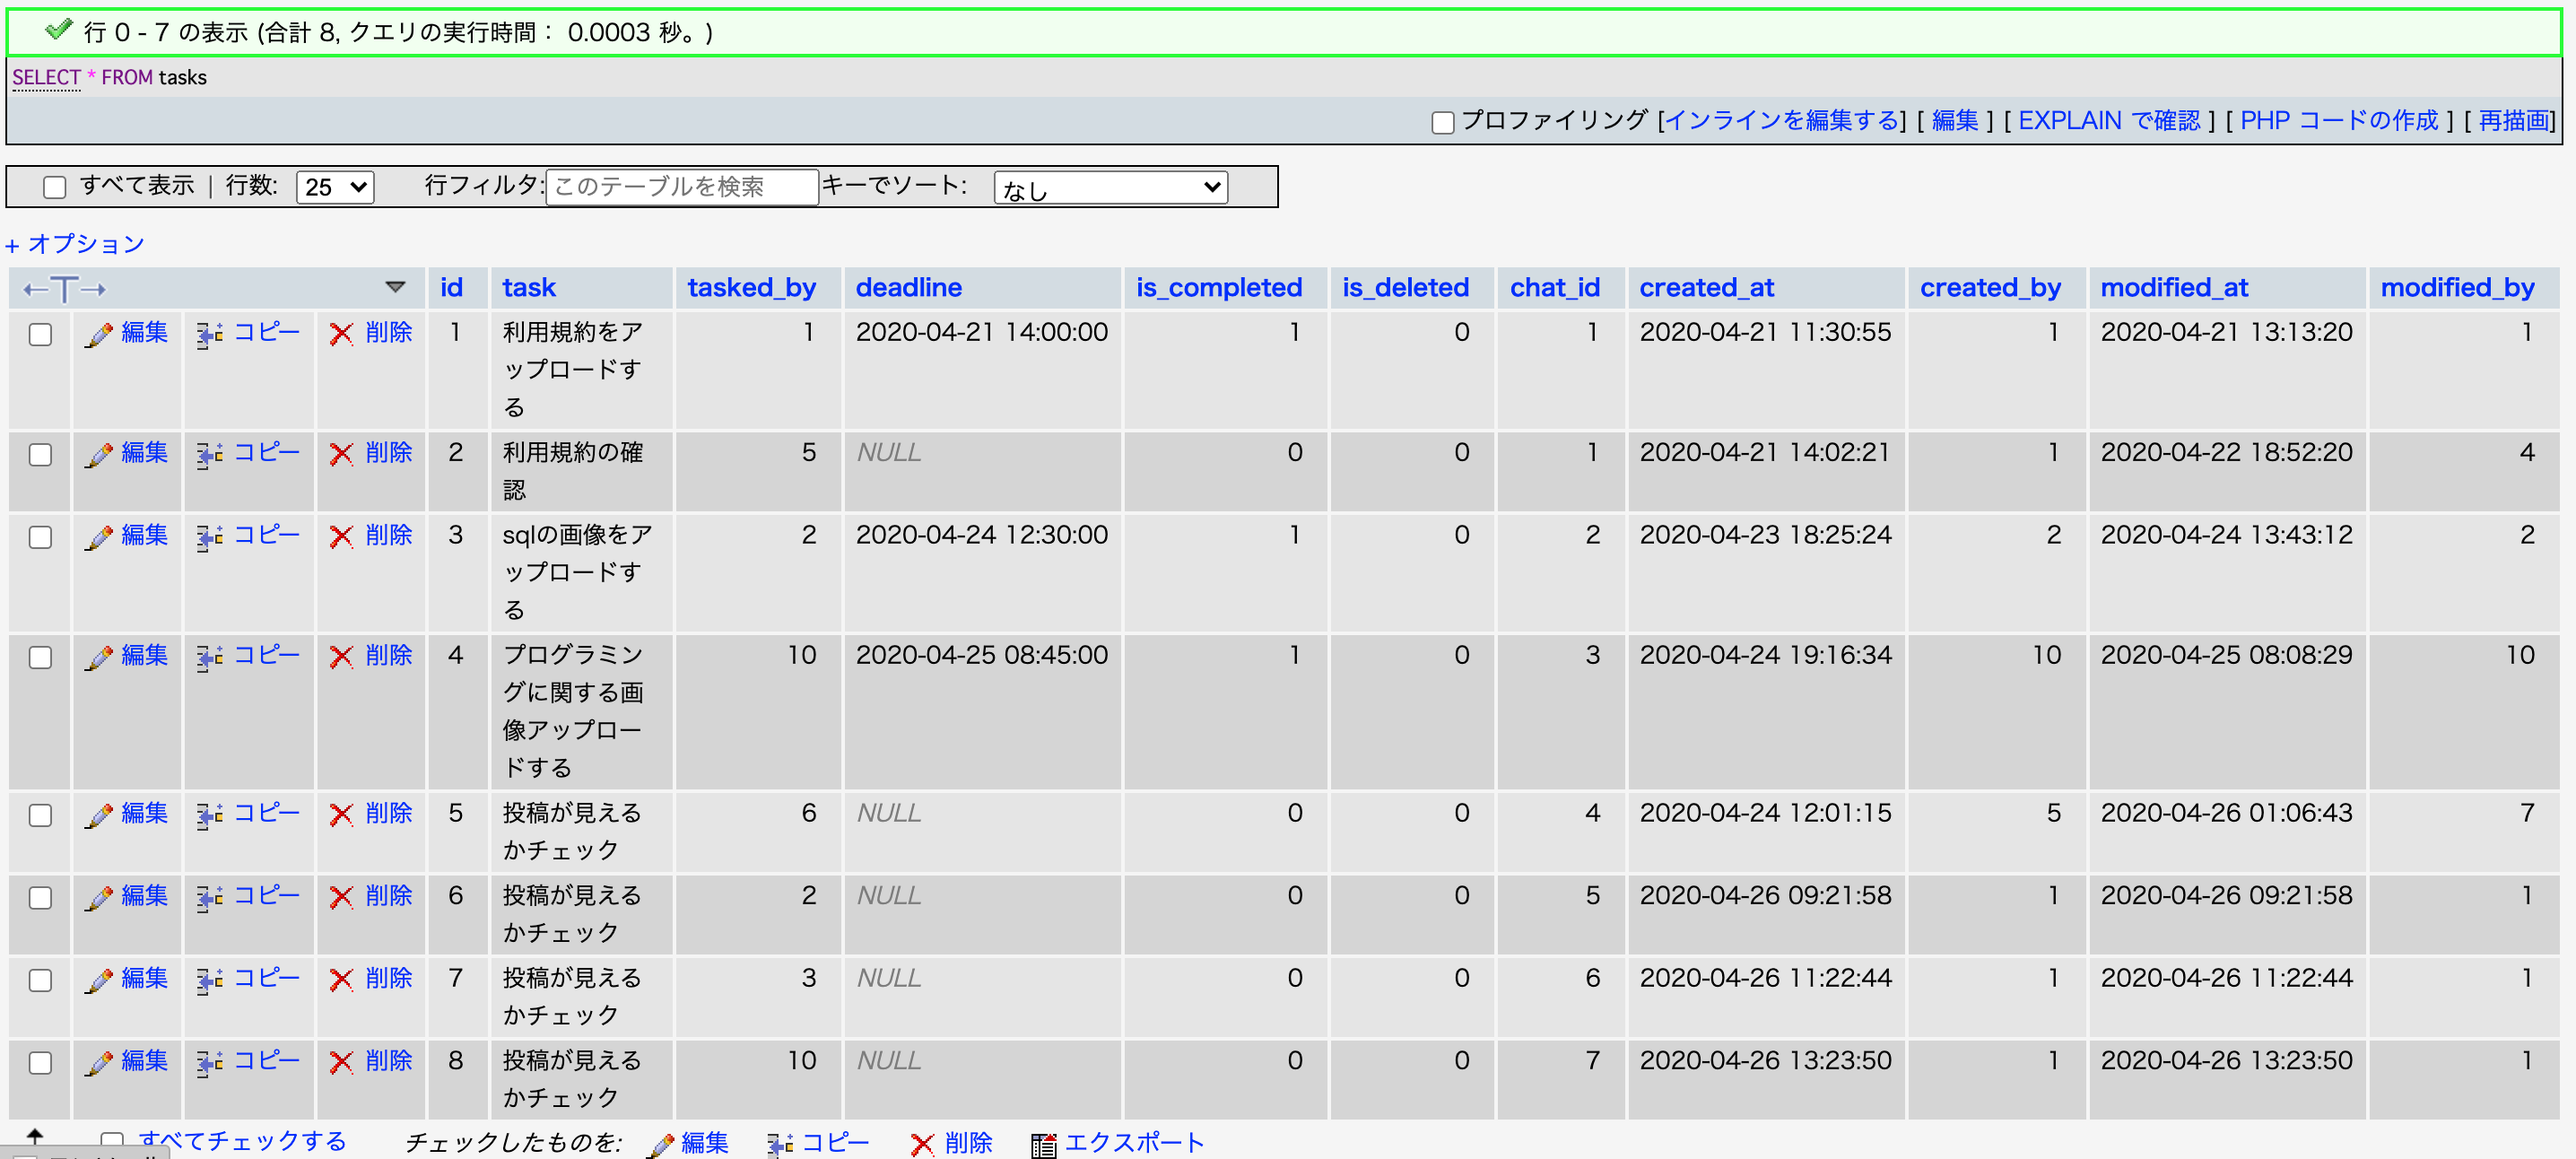 行 0 - 7 の表示 (合計 8, クエリの実行時間： 0.0003 秒。)
SELECT * FROM tasks
プロファイリング [インラインを編集する] [ 編集 ] [ EXPLAIN で確認 ] [ PHP コードの作成 ] [ 再描画]
すべて表示 | 行数: 25 行フィルタ: このテーブルを検索 キーでソート: なし
+ オプション
←T→ id task tasked_by deadline is_completed is_deleted chat_id created_at created_by modified_at modified_by
編集 コピー 削除 1 利用規約をア 1 2020-04-21 14:00:00 1 0 1 2020-04-21 11:30:55 1 2020-04-21 13:13:20 1
ップロードす
る
編集 コピー 削除 2 利用規約の確 5 NULL 0 0 1 2020-04-21 14:02:21 1 2020-04-22 18:52:20 4
認
編集 コピー 削除 3 sqlの画像をア 2 2020-04-24 12:30:00 1 0 2 2020-04-23 18:25:24 2 2020-04-24 13:43:12 2
ップロードす
る
編集 コピー 削除 4 プログラミン 10 2020-04-25 08:45:00 1 0 3 2020-04-24 19:16:34 10 2020-04-25 08:08:29 10
グに関する画
像アップロー
ドする
編集 コピー 削除 5 投稿が見える 6 NULL 0 0 4 2020-04-24 12:01:15 5 2020-04-26 01:06:43 7
かチェック
編集 コピー 削除 6 投稿が見える 2 NULL 0 0 5 2020-04-26 09:21:58 1 2020-04-26 09:21:58 1
かチェック
編集 コピー 削除 7 投稿が見える 3 NULL 0 0 6 2020-04-26 11:22:44 1 2020-04-26 11:22:44 1
かチェック
編集 コピー 削除 8 投稿が見える 10 NULL 0 0 7 2020-04-26 13:23:50 1 2020-04-26 13:23:50 1
かチェック
すべてチェックする チェックしたものを: 編集 コピー 削除 エクスポート